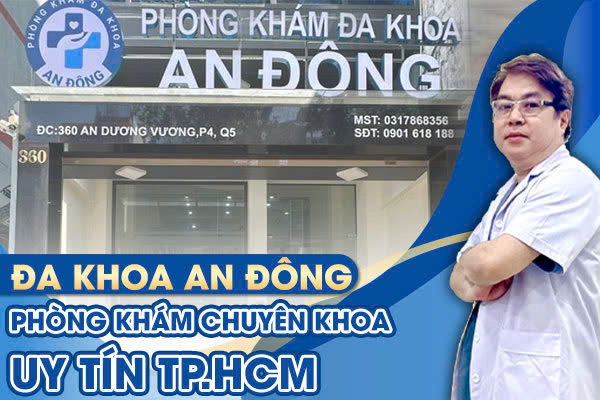 PHÒNG KHÁM ĐA KHOA
AN ĐÔNG
PHÒNG KHÁM ĐA KHOA
AN ĐÔNG
ĐC:360 AN DƯƠNG VƯƠNG,P4, Q5
MST: 0317868356
SĐT: 0901 618 188
360
ĐA KHOA AN ĐÔNG
PHÒNG KHÁM CHUYÊN KHOA
UY TÍN TP.HCM